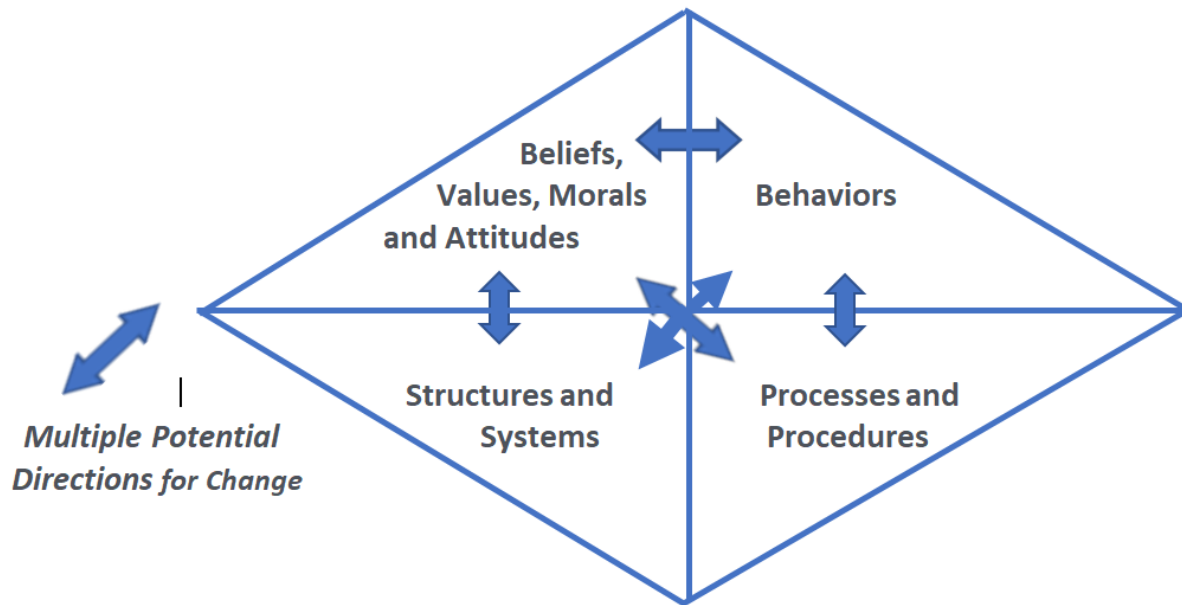 Beliefs,
Values, Morals
and Attitudes
Behaviors
Structures and
Systems
Processes and
Procedures
Multiple Potential
Directions for Change